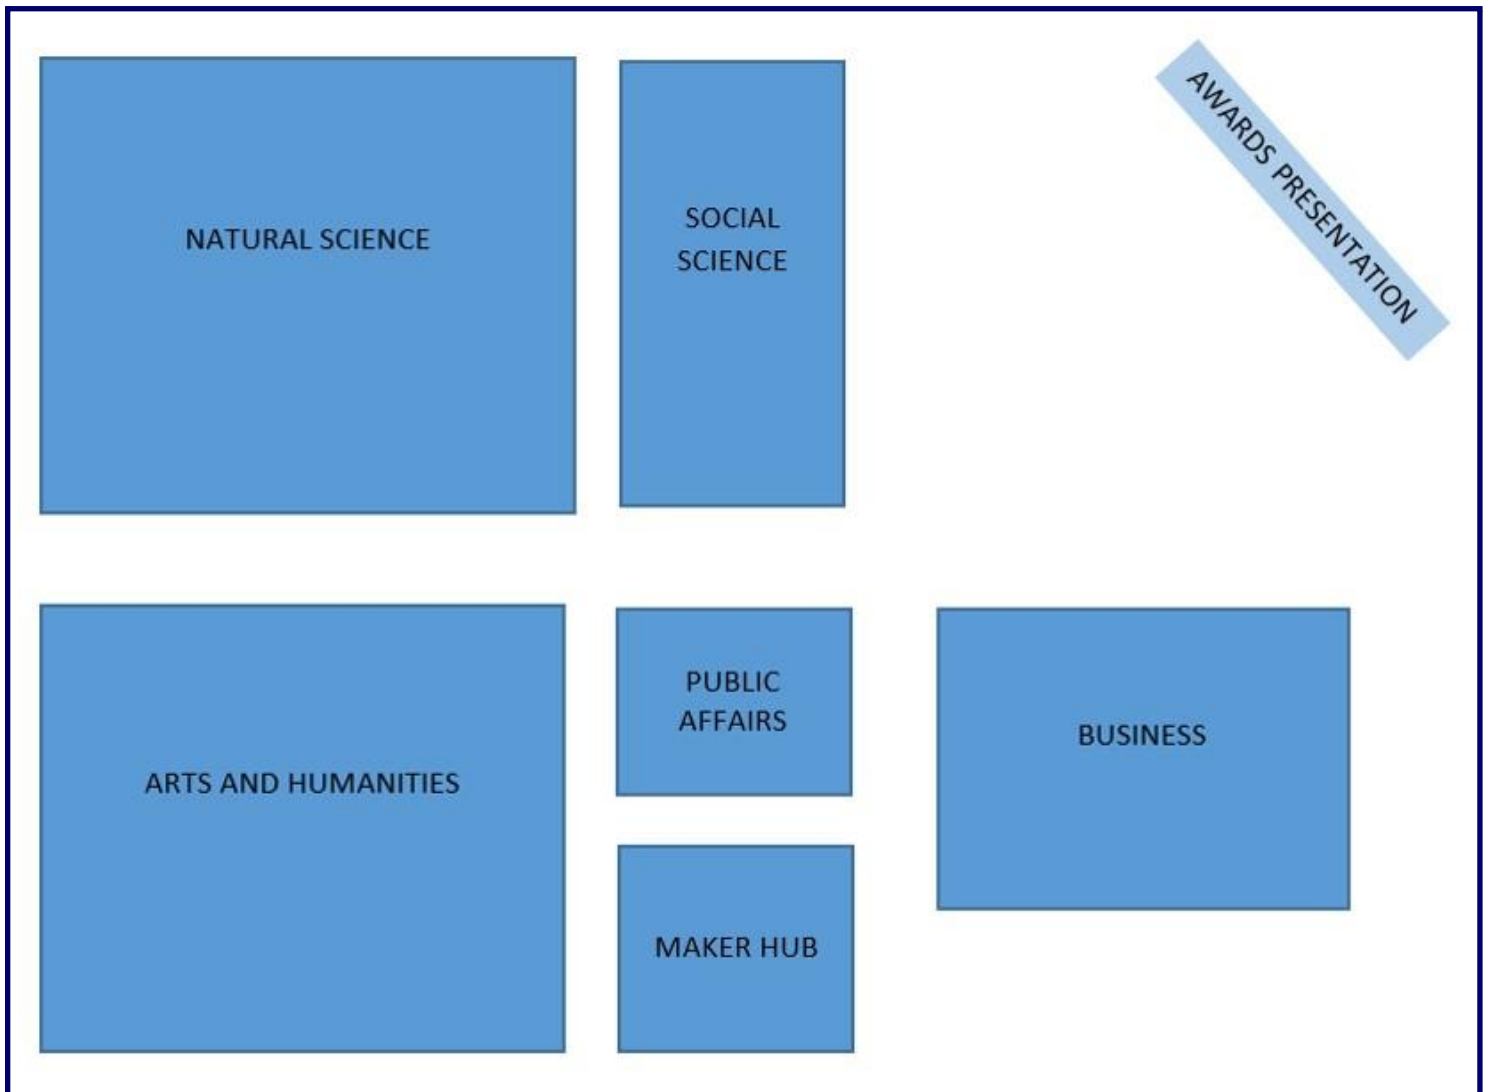 NATURAL SCIENCE
SOCIAL
SCIENCE
AWARDS PRESENTATION
ARTS AND HUMANITIES
PUBLIC
AFFAIRS
BUSINESS
MAKER HUB